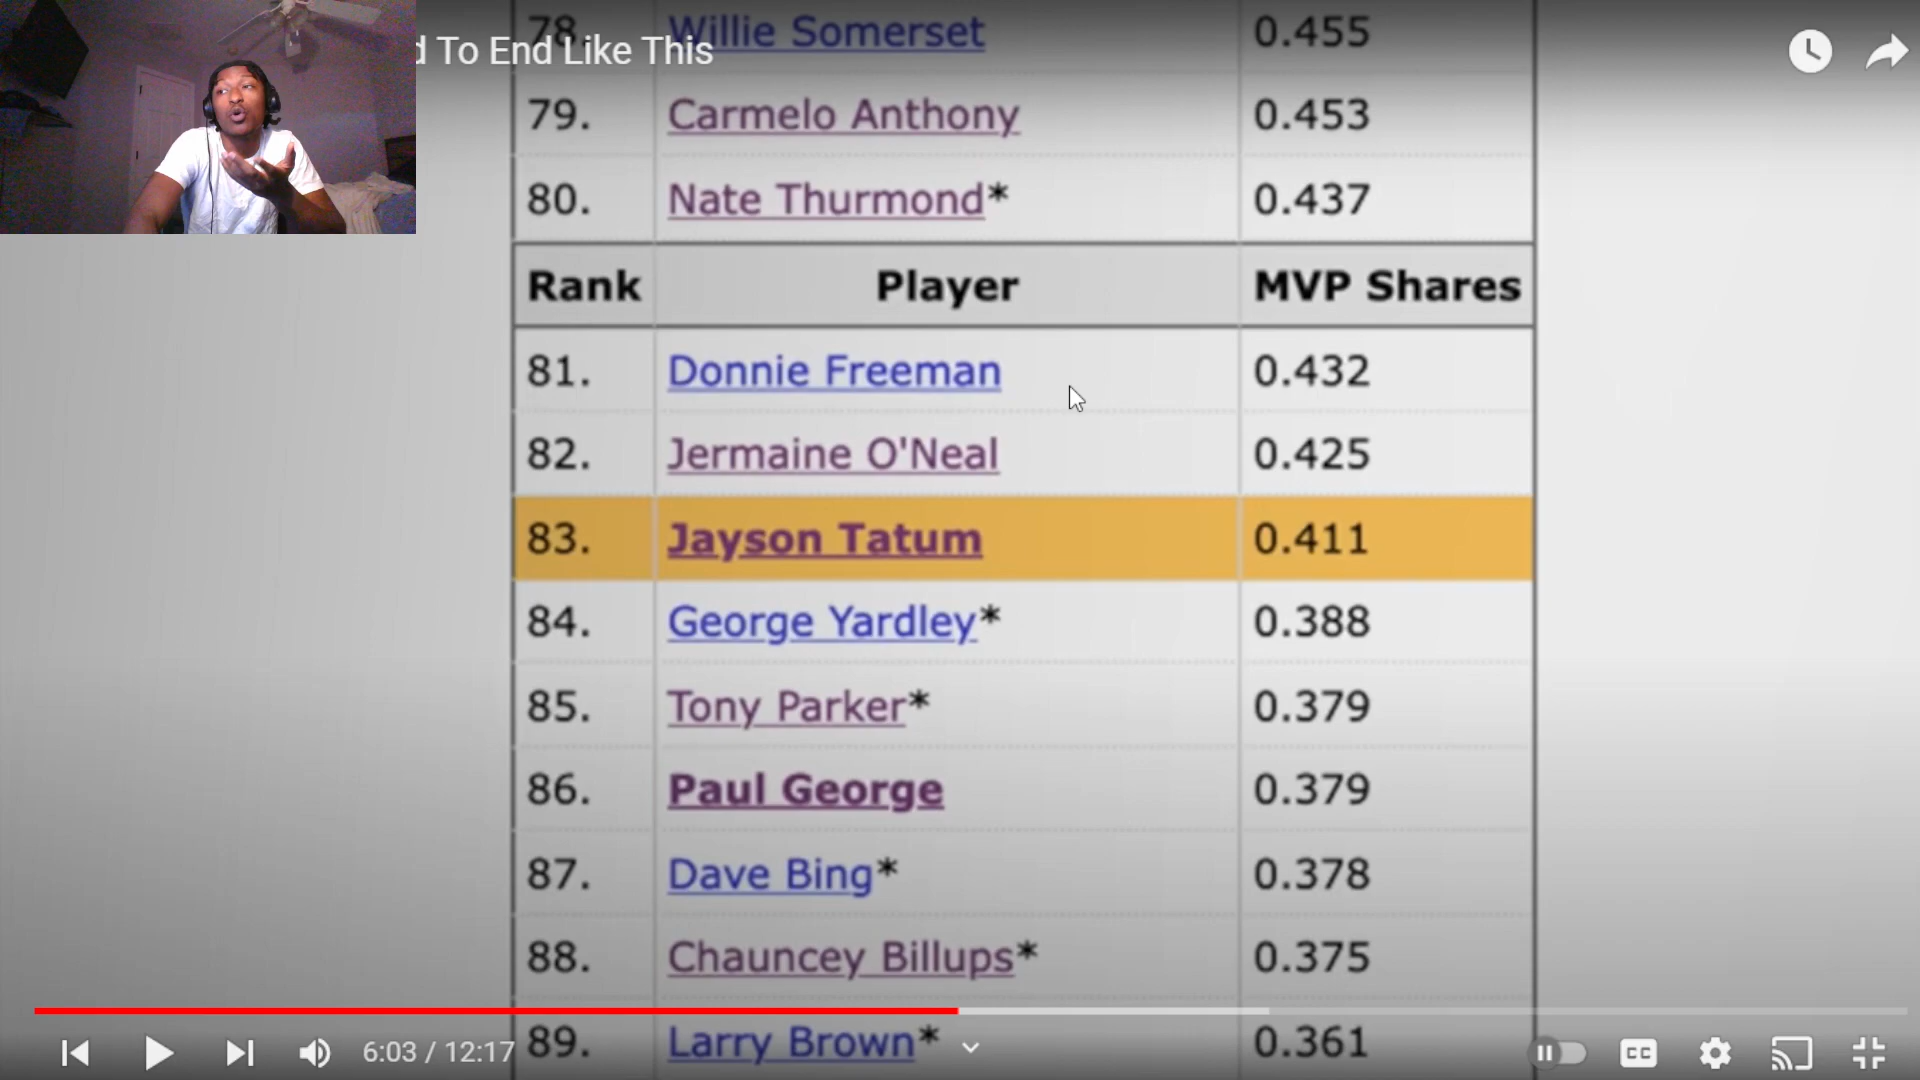 78. Willie Somerset 0.455
d To End Like This
79. Carmelo Anthony 0.453
80. Nate Thurmond* 0.437
Rank Player MVP Shares
81. Donnie Freeman 0.432
82. Jermaine O'Neal 0.425
83. Jayson Tatum 0.411
84. George Yardley* 0.388
85. Tony Parker* 0.379
86. Paul George 0.379
87. Dave Bing* 0.378
88. Chauncey Billups* 0.375
89. Larry Brown* 0.361
6:03 / 12:17
CC